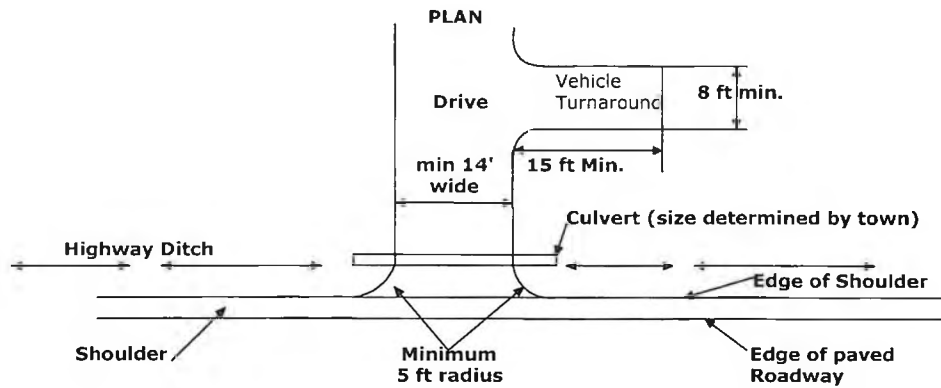 PLAN
Vehicle
Turnaround
8 ft min.
Drive
15 ft Min.
min 14'
wide
Culvert (size determined by town)
Highway Ditch
Edge of Shoulder
Shoulder
Minimum
5 ft radius
Edge of paved
Roadway